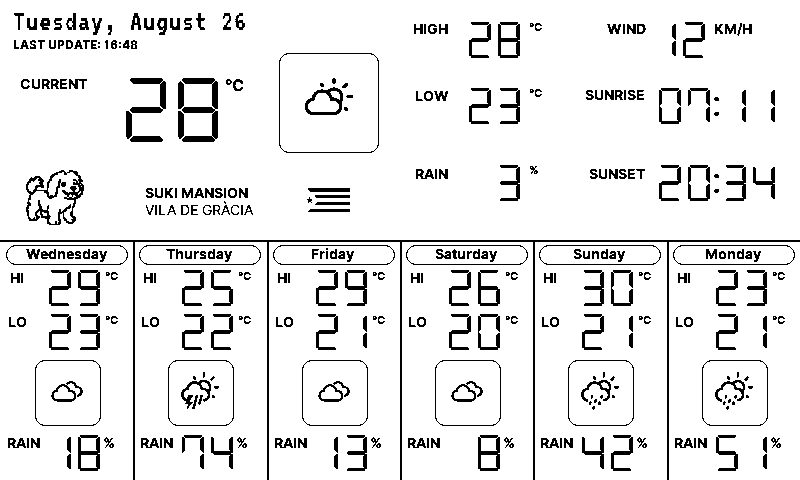 Tuesday, August 26
LAST UPDATE: 16:48
CURRENT 28 °C
HIGH 28 °C
WIND 12 KM/H
LOW 23 °C
SUNRISE 07:11
RAIN 3 %
SUNSET 20:34
SUKI MANSION
VILA DE GRÀCIA
Wednesday
HI 29 °C
LO 23 °C
RAIN 18 %
Thursday
HI 25 °C
LO 22 °C
RAIN 74 %
Friday
HI 29 °C
LO 21 °C
RAIN 13 %
Saturday
HI 26 °C
LO 20 °C
RAIN 8 %
Sunday
HI 30 °C
LO 21 °C
RAIN 42 %
Monday
HI 23 °C
LO 21 °C
RAIN 51 %